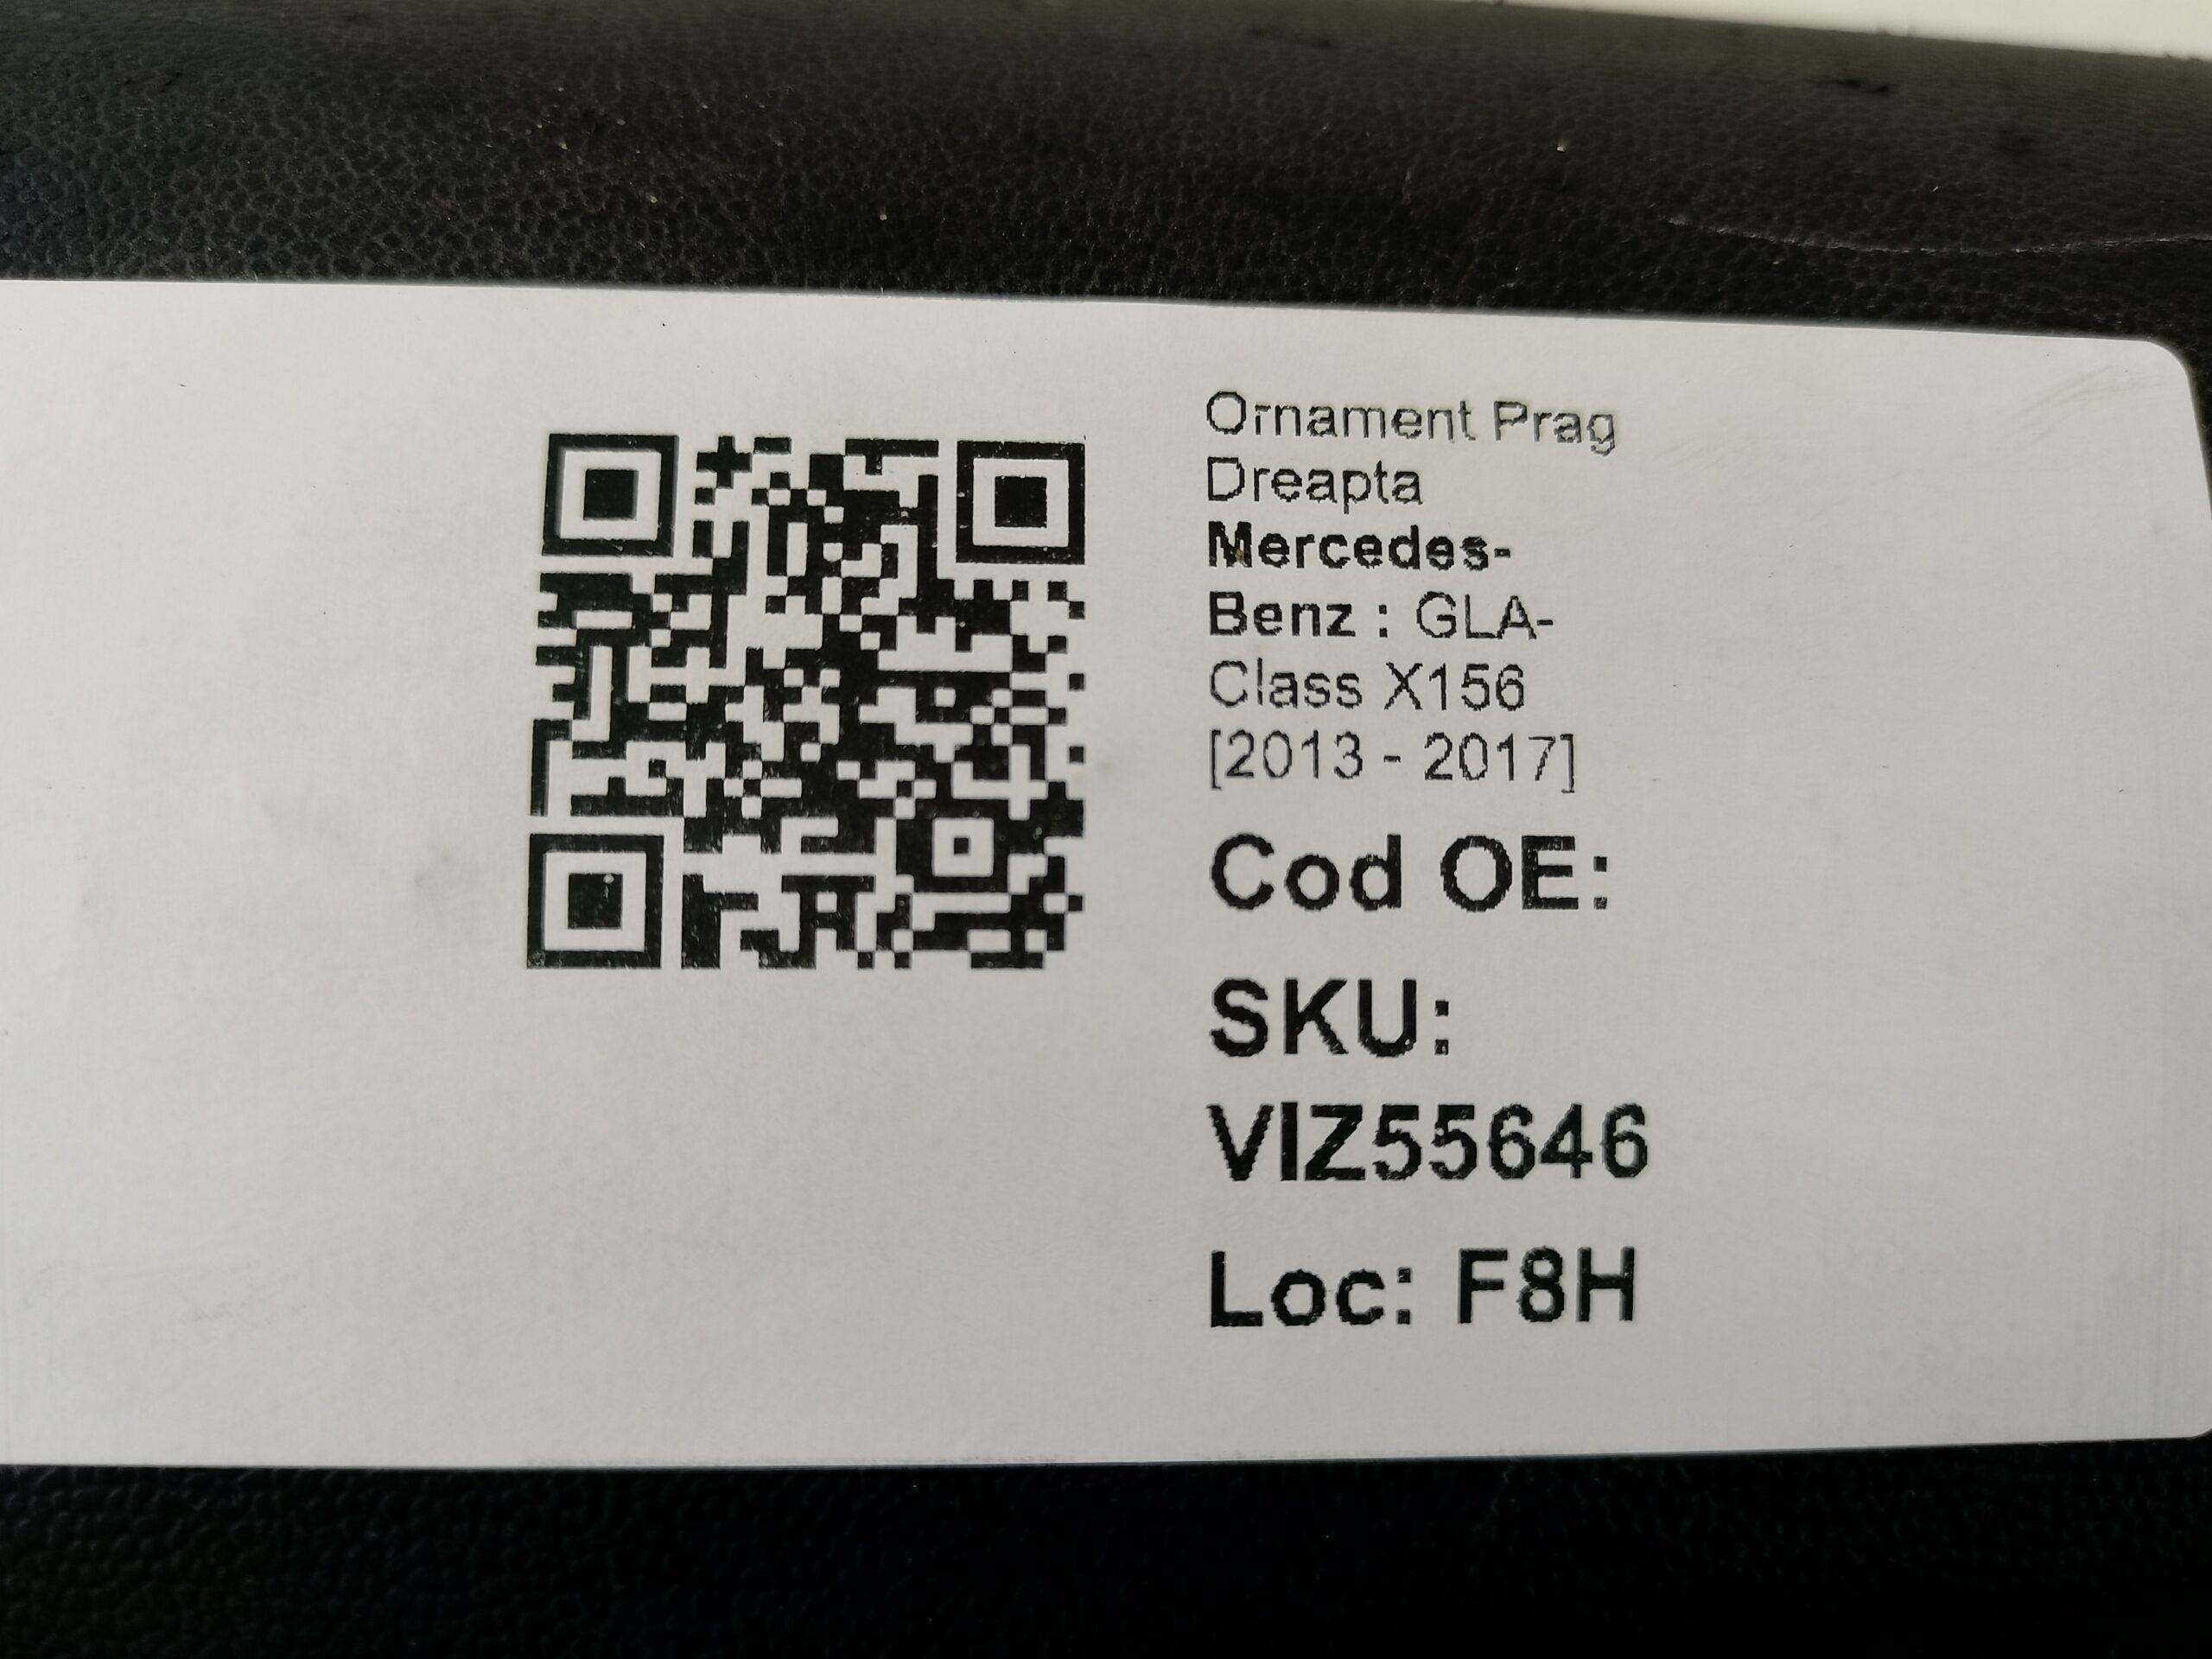 Ornament Prag
Dreapta
Mercedes-
Benz : GLA-
Class X156
[2013 - 2017]
Cod OE:
SKU:
VIZ55646
Loc: F8H